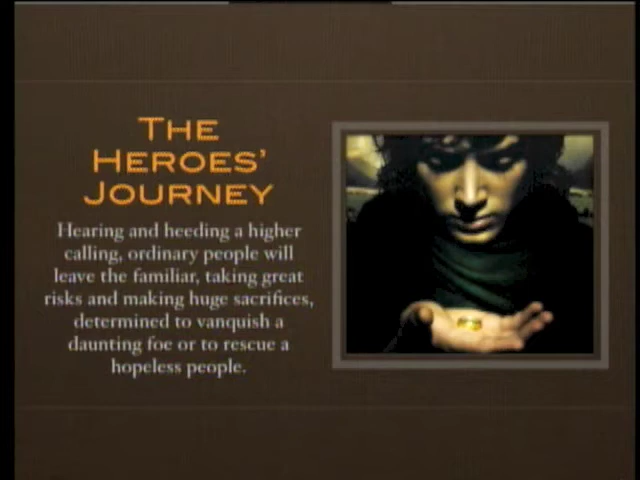 THE
HEROES'
JOURNEY
Hearing and heeding a higher
calling, ordinary people will
leave the familiar, taking great
risks and making huge sacrifices,
determined to vanquish a
daunting foe or to rescue a
hopeless people.